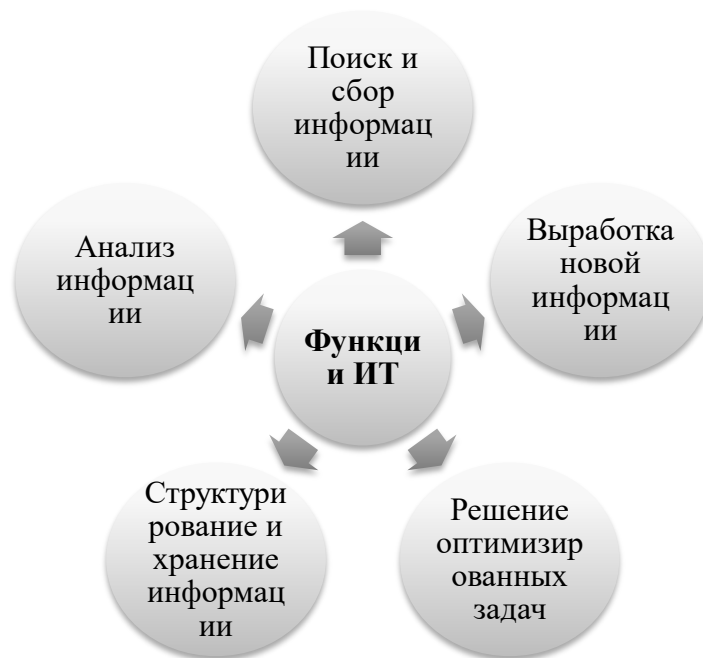 Поиск и
сбор
информац
ии
Выработка
новой
информац
ии
Решение
оптимизир
ованных
задач
Структури
рование и
хранение
информац
ии
Анализ
информац
ии
Функци
и ИТ